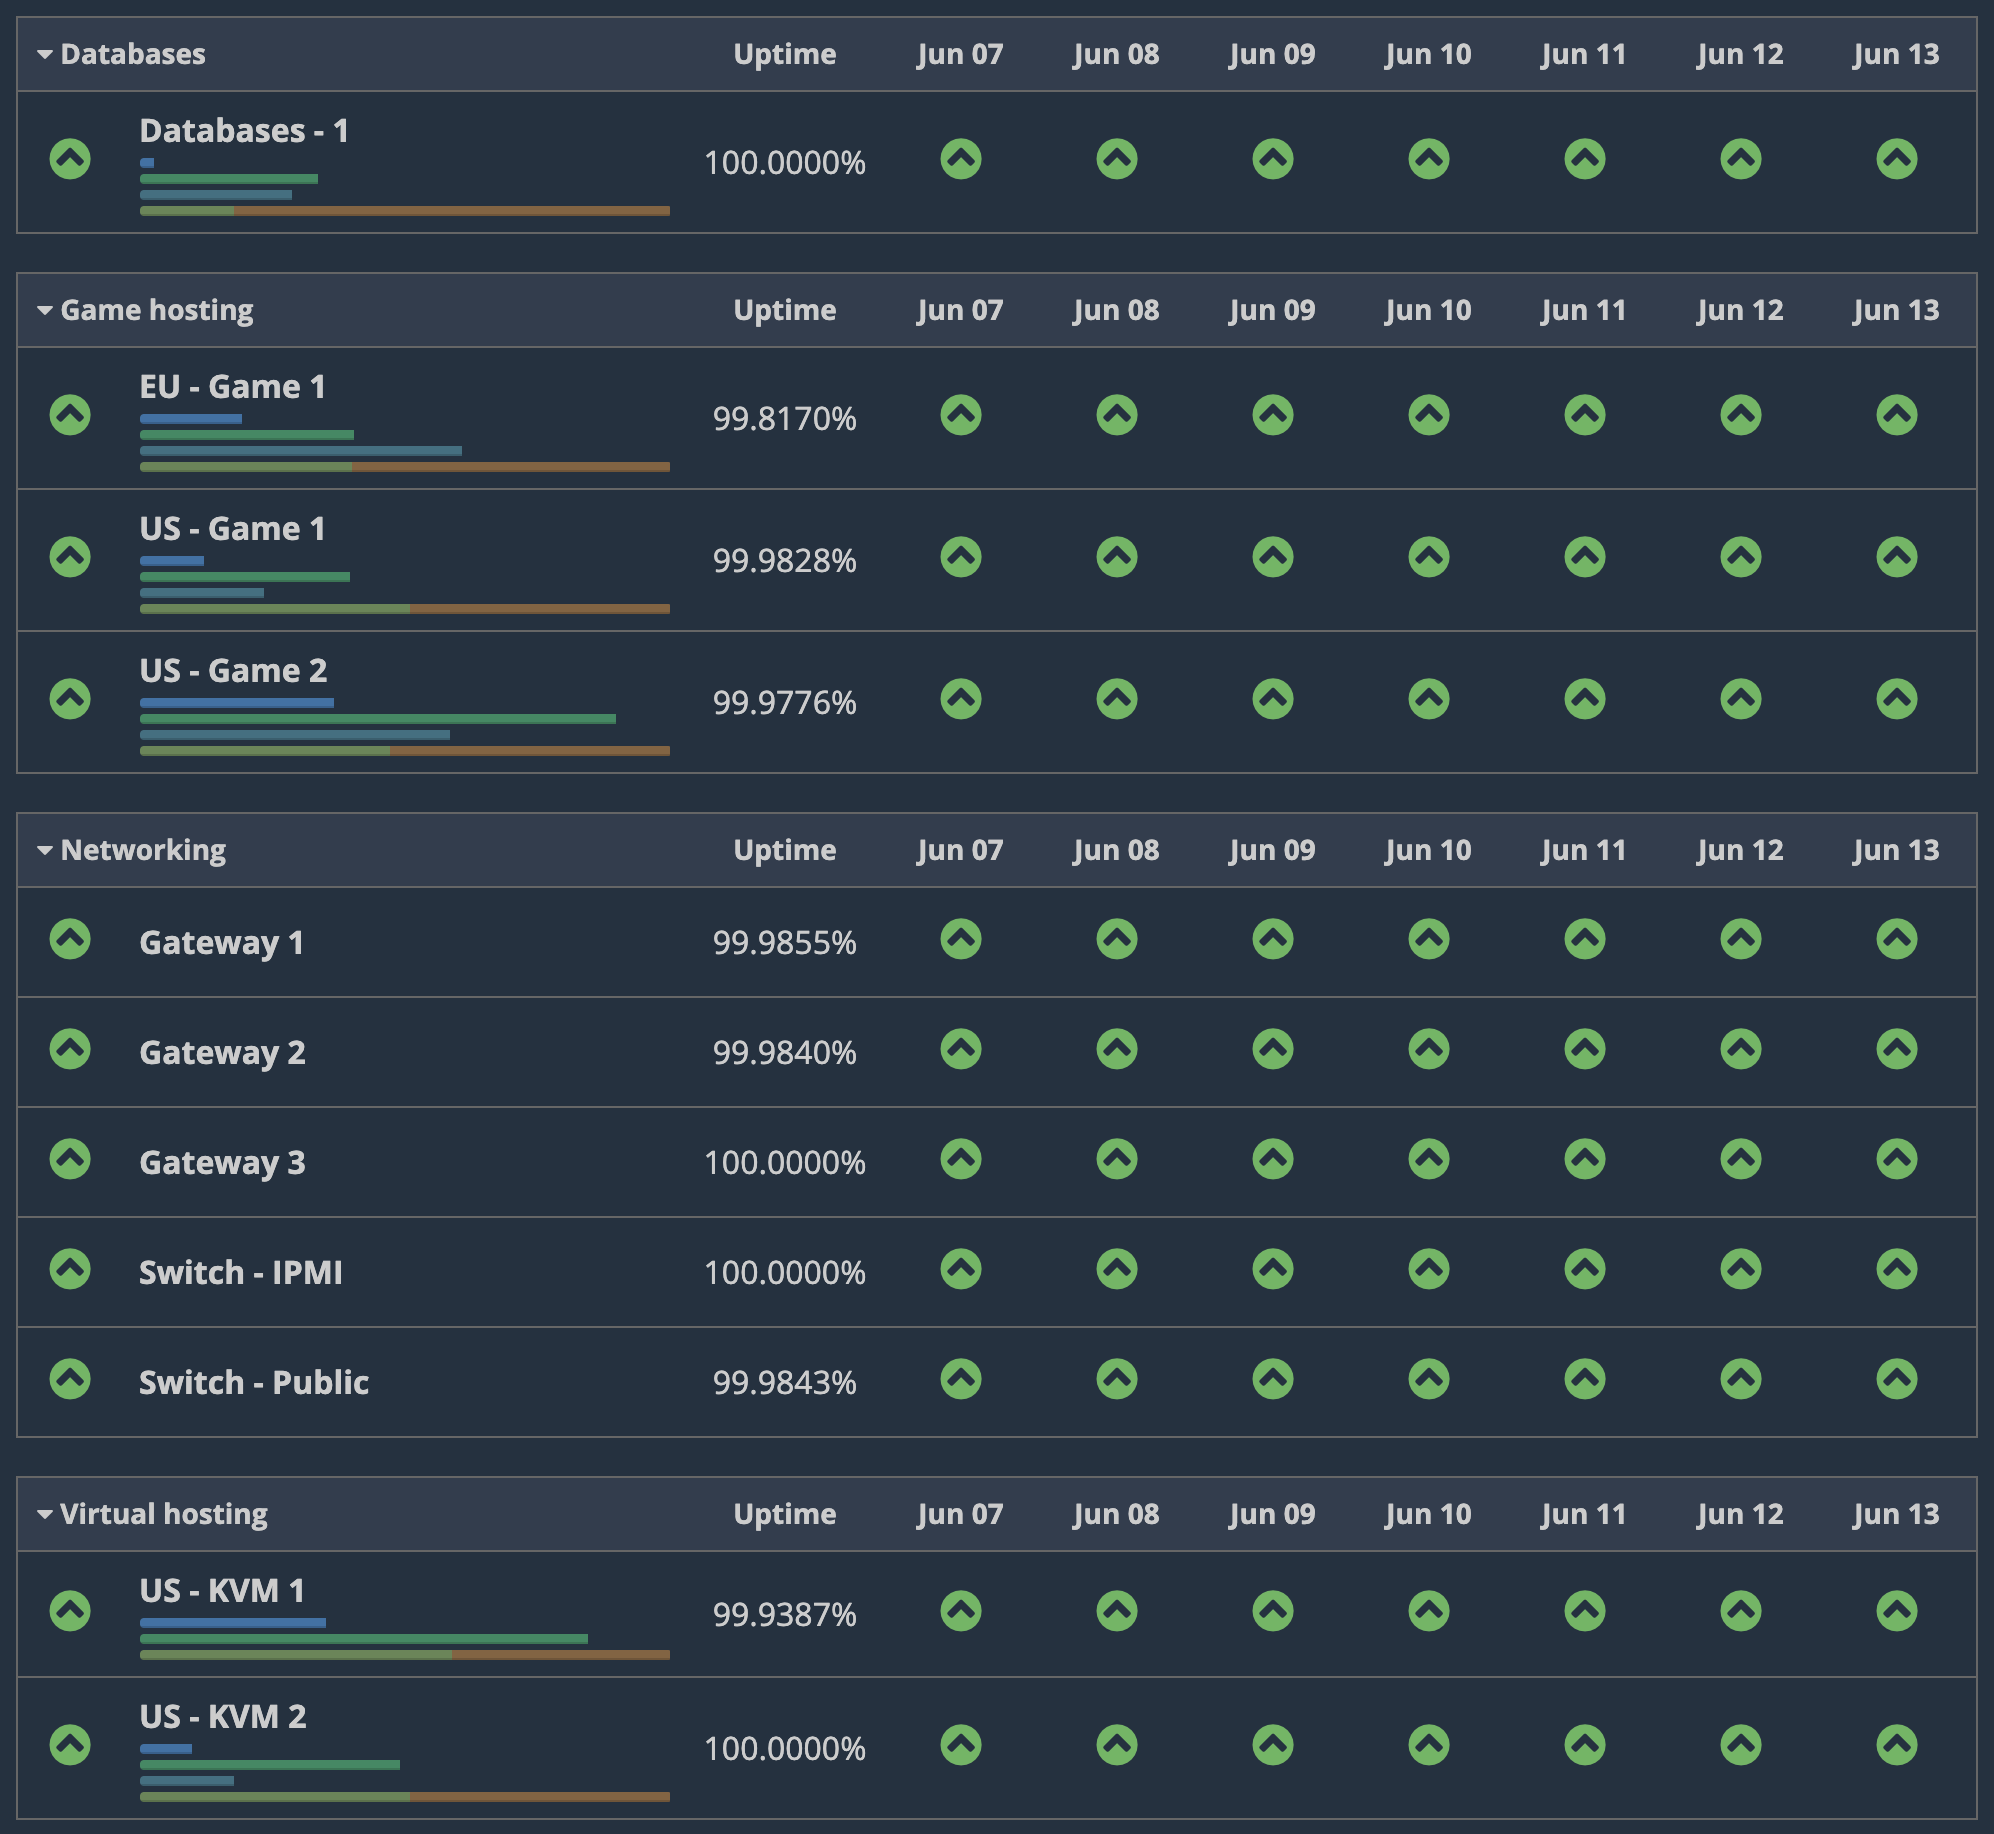 Databases Uptime Jun 07 Jun 08 Jun 09 Jun 10 Jun 11 Jun 12 Jun 13
Databases - 1 100.0000%
Game hosting Uptime Jun 07 Jun 08 Jun 09 Jun 10 Jun 11 Jun 12 Jun 13
EU - Game 1 99.8170%
US - Game 1 99.9828%
US - Game 2 99.9776%
Networking Uptime Jun 07 Jun 08 Jun 09 Jun 10 Jun 11 Jun 12 Jun 13
Gateway 1 99.9855%
Gateway 2 99.9840%
Gateway 3 100.0000%
Switch - IPMI 100.0000%
Switch - Public 99.9843%
Virtual hosting Uptime Jun 07 Jun 08 Jun 09 Jun 10 Jun 11 Jun 12 Jun 13
US - KVM 1 99.9387%
US - KVM 2 100.0000%